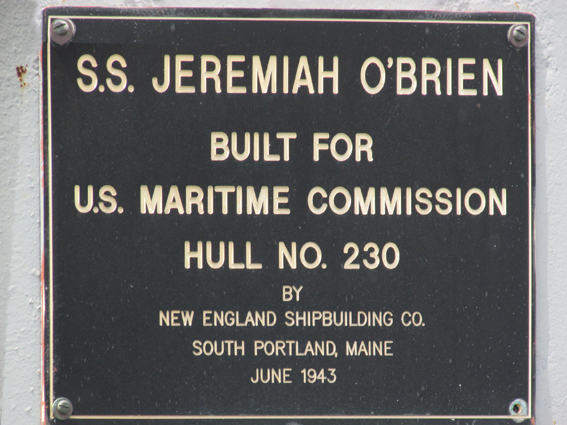 S.S. JEREMIAH O'BRIEN
BUILT FOR
U.S. MARITIME COMMISSION
HULL NO. 230
BY
NEW ENGLAND SHIPBUILDING CO.
SOUTH PORTLAND, MAINE
JUNE 1943